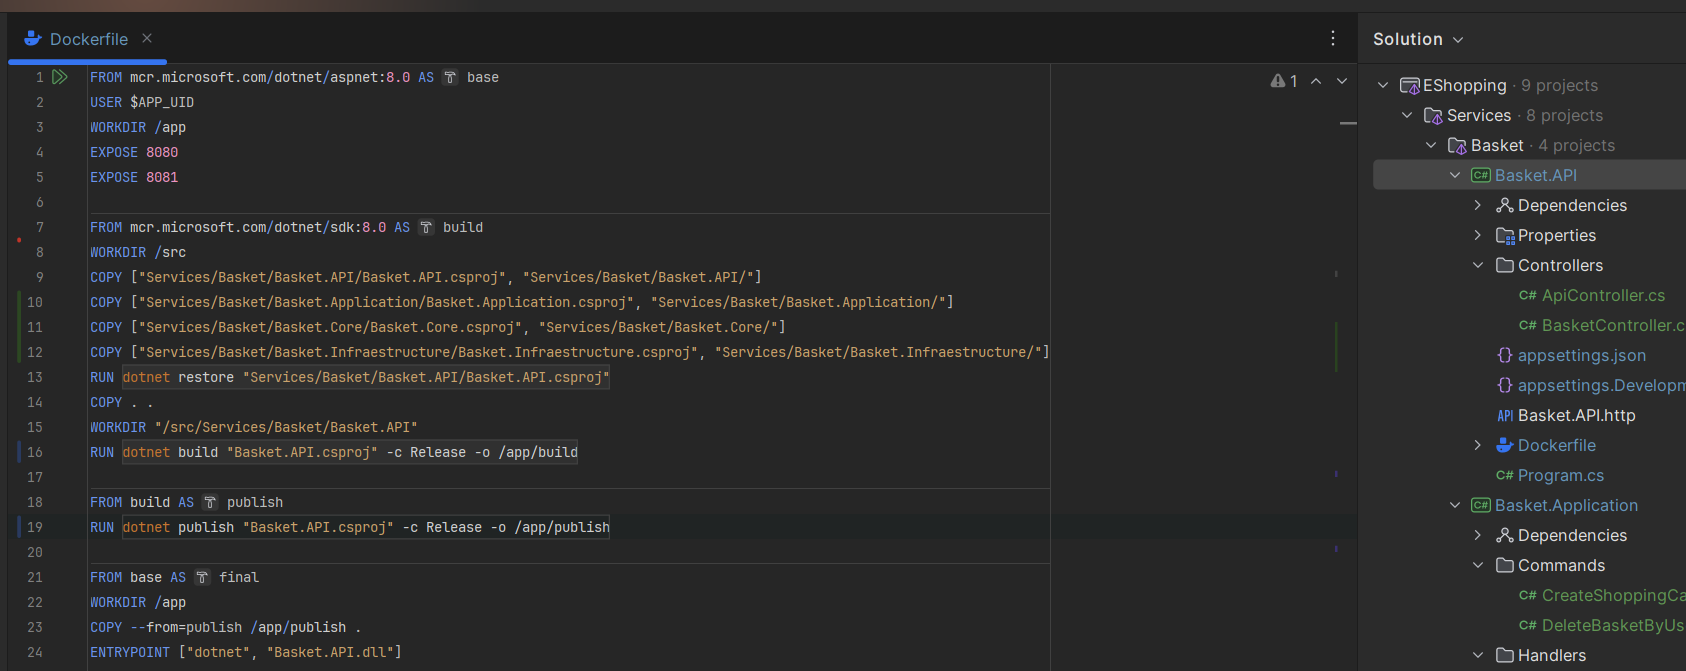 Dockerfile
Solution
1 FROM mcr.microsoft.com/dotnet/aspnet:8.0 AS base
2 USER $APP_UID
3 WORKDIR /app
4 EXPOSE 8080
5 EXPOSE 8081
6
7 FROM mcr.microsoft.com/dotnet/sdk:8.0 AS build
8 WORKDIR /src
9 COPY ["Services/Basket/Basket.API/Basket.API.csproj", "Services/Basket/Basket.API/"]
10 COPY ["Services/Basket/Basket.Application/Basket.Application.csproj", "Services/Basket/Basket.Application/"]
11 COPY ["Services/Basket/Basket.Core/Basket.Core.csproj", "Services/Basket/Basket.Core/"]
12 COPY ["Services/Basket/Basket.Infraestructure/Basket.Infraestructure.csproj", "Services/Basket/Basket.Infraestructure/"]
13 RUN dotnet restore "Services/Basket/Basket.API/Basket.API.csproj"
14 COPY . .
15 WORKDIR "/src/Services/Basket/Basket.API"
16 RUN dotnet build "Basket.API.csproj" -c Release -o /app/build
17
18 FROM build AS publish
19 RUN dotnet publish "Basket.API.csproj" -c Release -o /app/publish
20
21 FROM base AS final
22 WORKDIR /app
23 COPY --from=publish /app/publish .
24 ENTRYPOINT ["dotnet", "Basket.API.dll"]
1
EShopping · 9 projects
Services · 8 projects
Basket · 4 projects
C# Basket.API
Dependencies
Properties
Controllers
C# ApiController.cs
C# BasketController.c
{} appsettings.json
{} appsettings.Developm
API Basket.API.http
Dockerfile
C# Program.cs
C# Basket.Application
Dependencies
Commands
C# CreateShoppingCa
C# DeleteBasketByUs
Handlers